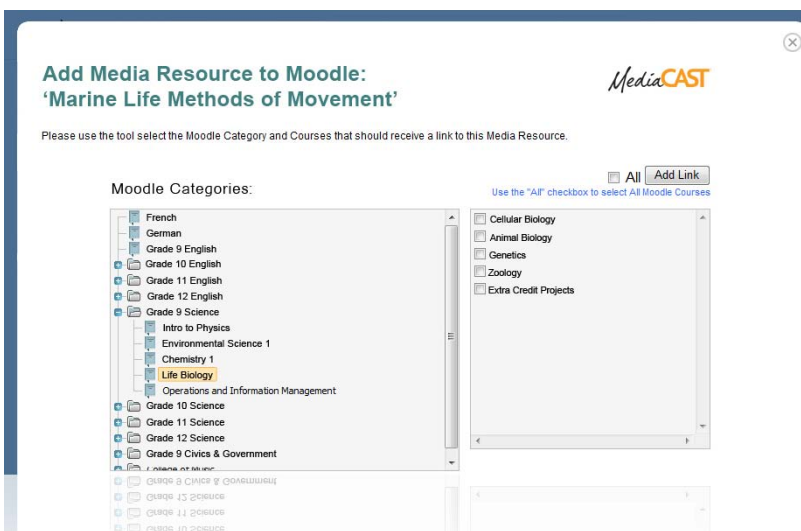 Add Media Resource to Moodle:
'Marine Life Methods of Movement'
MediaCAST
Please use the tool select the Moodle Category and Courses that should receive a link to this Media Resource.
Moodle Categories:
All
Add Link
Use the "All" checkbox to select All Moodle Courses
French
German
Grade 9 English
Grade 10 English
Grade 11 English
Grade 12 English
Grade 9 Science
Intro to Physics
Environmental Science 1
Chemistry 1
Life Biology
Operations and Information Management
Grade 10 Science
Grade 11 Science
Grade 12 Science
Grade 9 Civics & Government
College of Music
Cellular Biology
Animal Biology
Genetics
Zoology
Extra Credit Projects